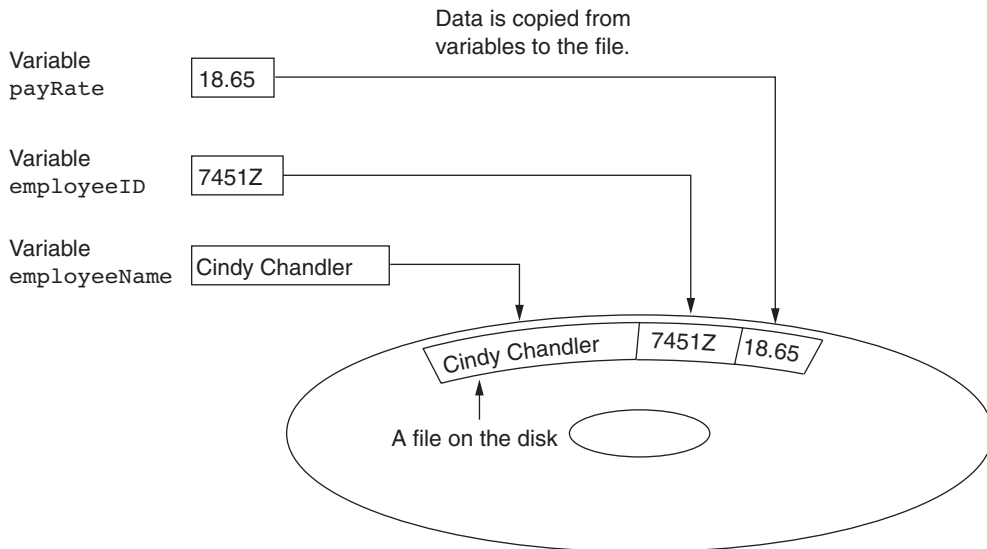 Data is copied from
variables to the file.
Variable
payRate
18.65
Variable
employeeID
7451Z
Variable
employeeName
Cindy Chandler
Cindy Chandler
7451Z
18.65
A file on the disk